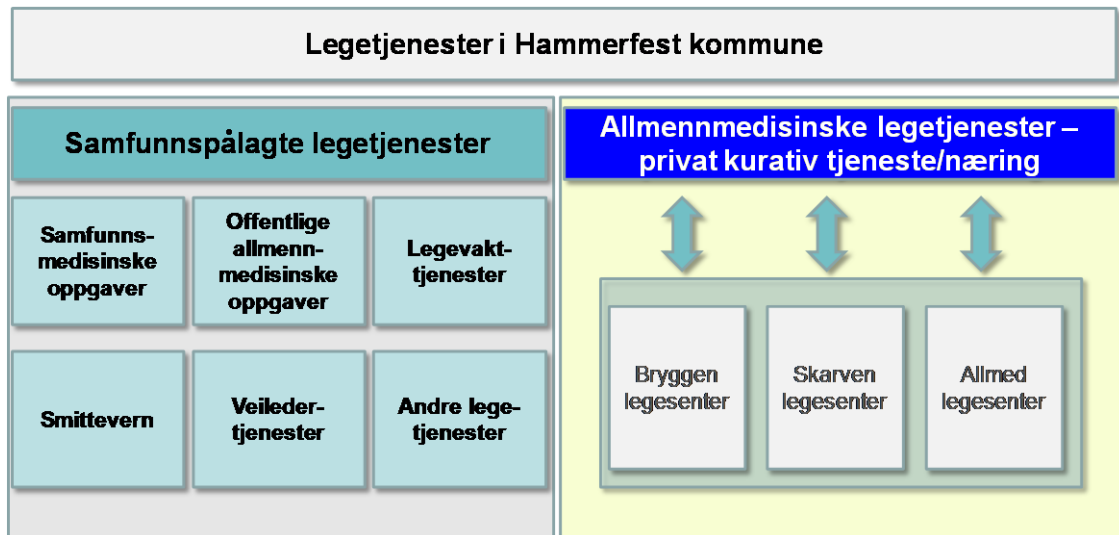 Legetjenester i Hammerfest kommune
Samfunnspålagte legetjenester
Samfunns-
medisinske
oppgaver
Offentlige
allmenn-
medisinske
oppgaver
Legevakt-
tjenester
Smittevern
Veileder-
tjenester
Andre lege-
tjenester
Allmennmedisinske legetjenester –
privat kurativ tjeneste/næring
Bryggen
legesenter
Skarven
legesenter
Allmed
legesenter